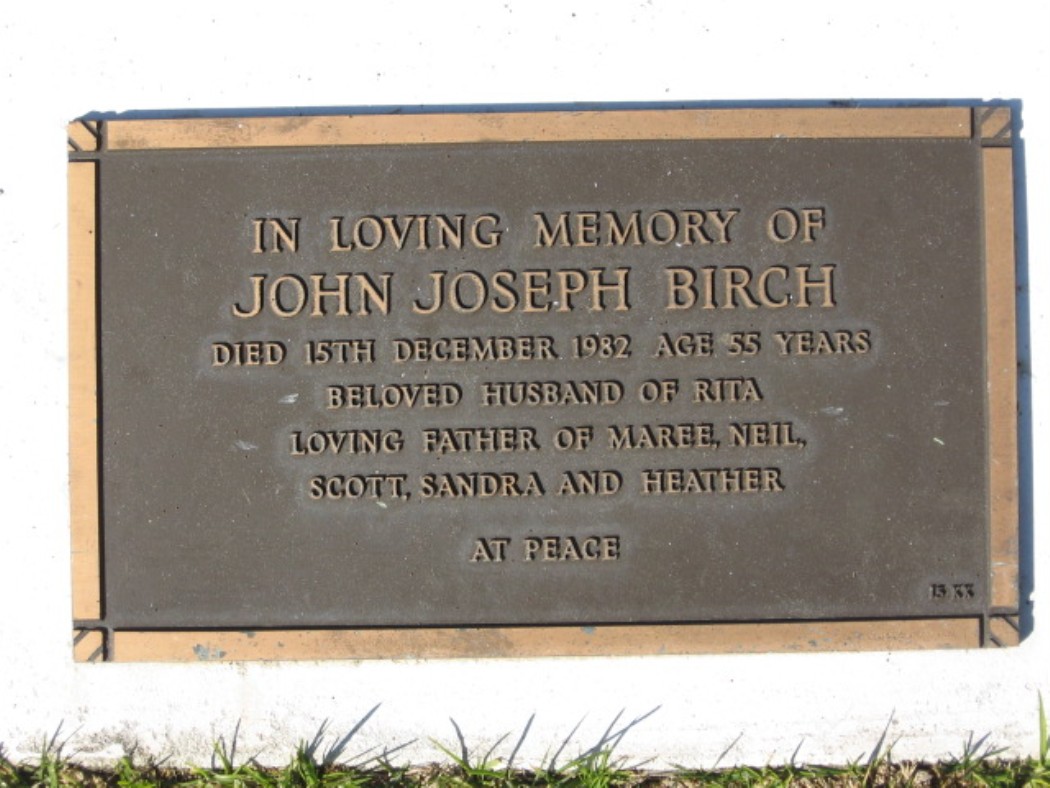 IN LOVING MEMORY OF
JOHN JOSEPH BIRCH
DIED 15TH DECEMBER 1982 AGE 55 YEARS
BELOVED HUSBAND OF RITA
LOVING FATHER OF MAREE, NEIL,
SCOTT, SANDRA AND HEATHER
AT PEACE